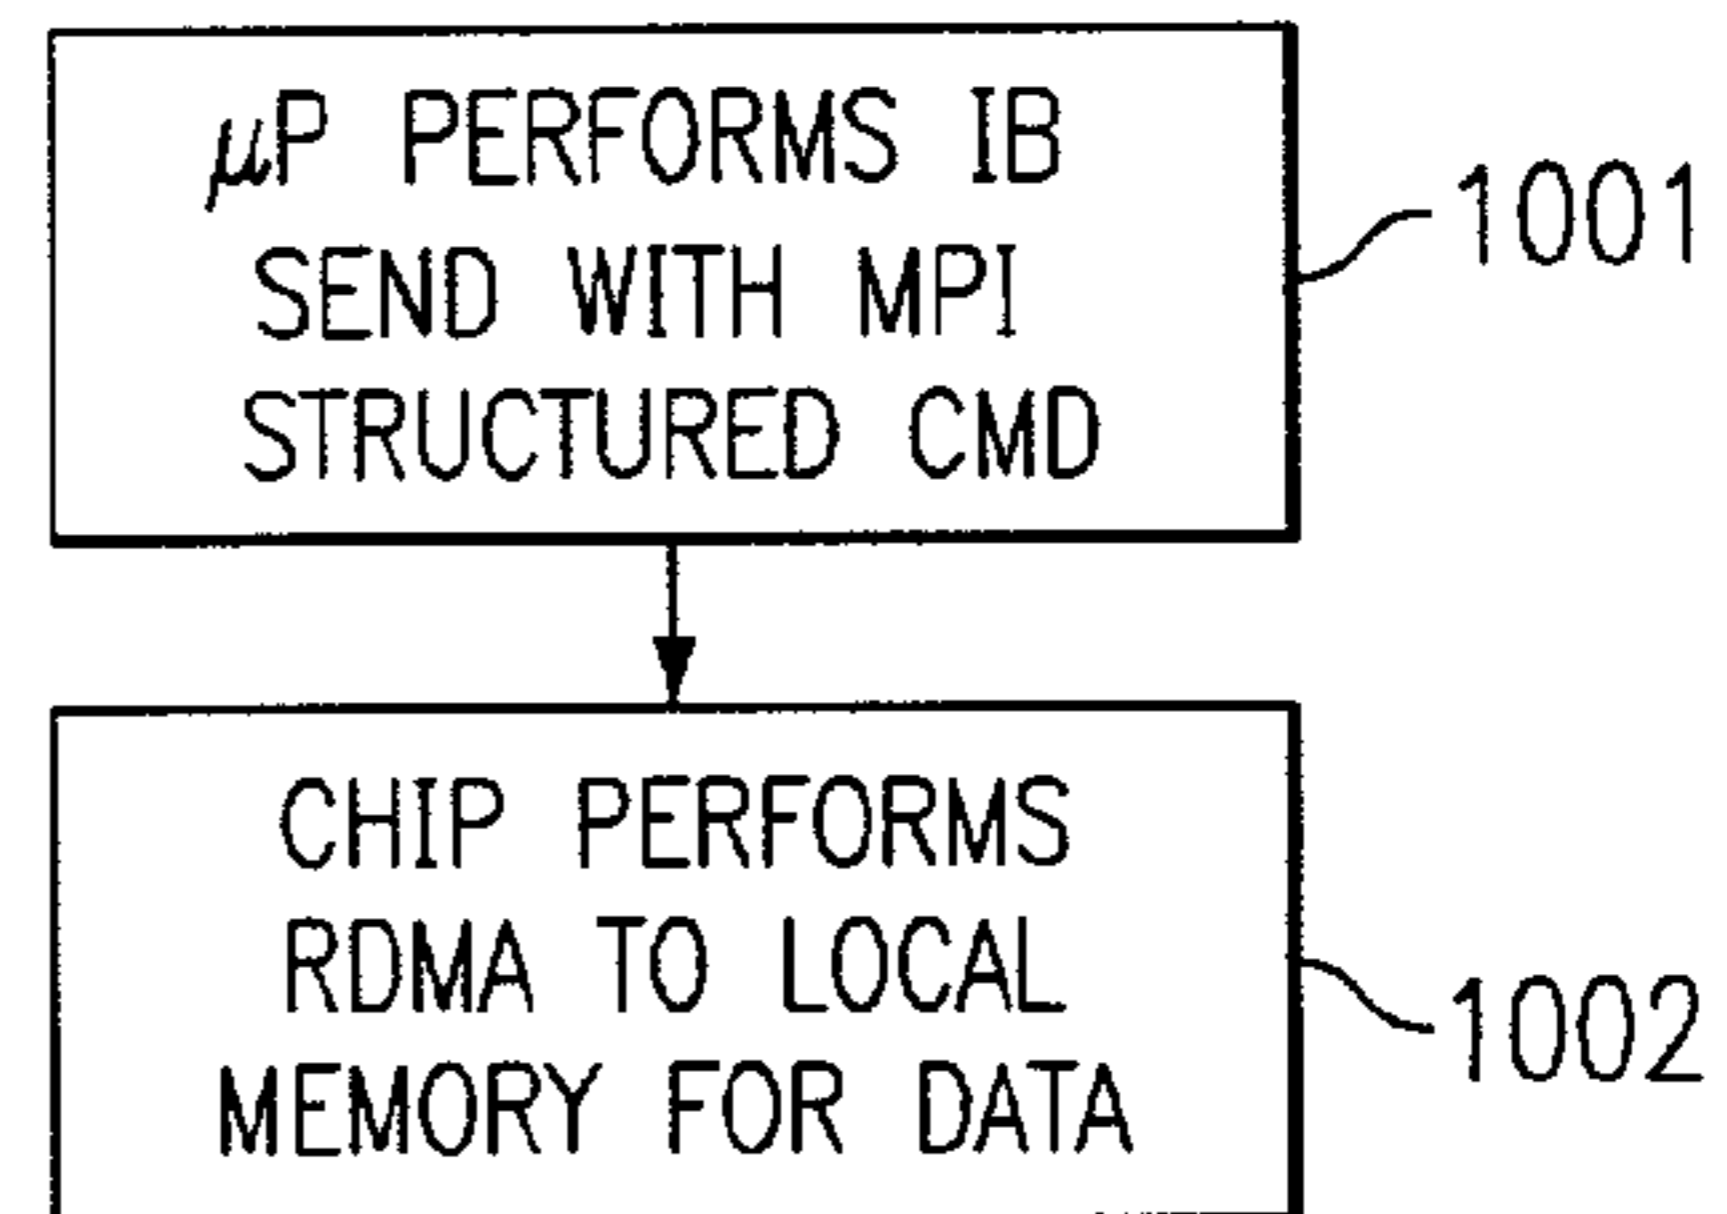 μP PERFORMS IB
SEND WITH MPI
STRUCTURED CMD
1001
CHIP PERFORMS
RDMA TO LOCAL
MEMORY FOR DATA
1002